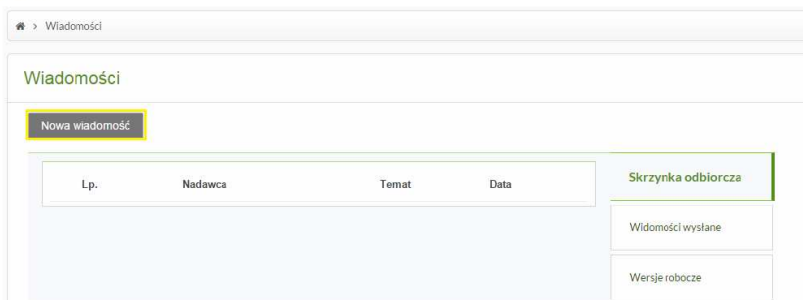 > Wiadomości
Wiadomości
Nowa wiadomość
Lp. Nadawca Temat Data
Skrzynka odbiorcza
Widomości wysłane
Wersje robocze